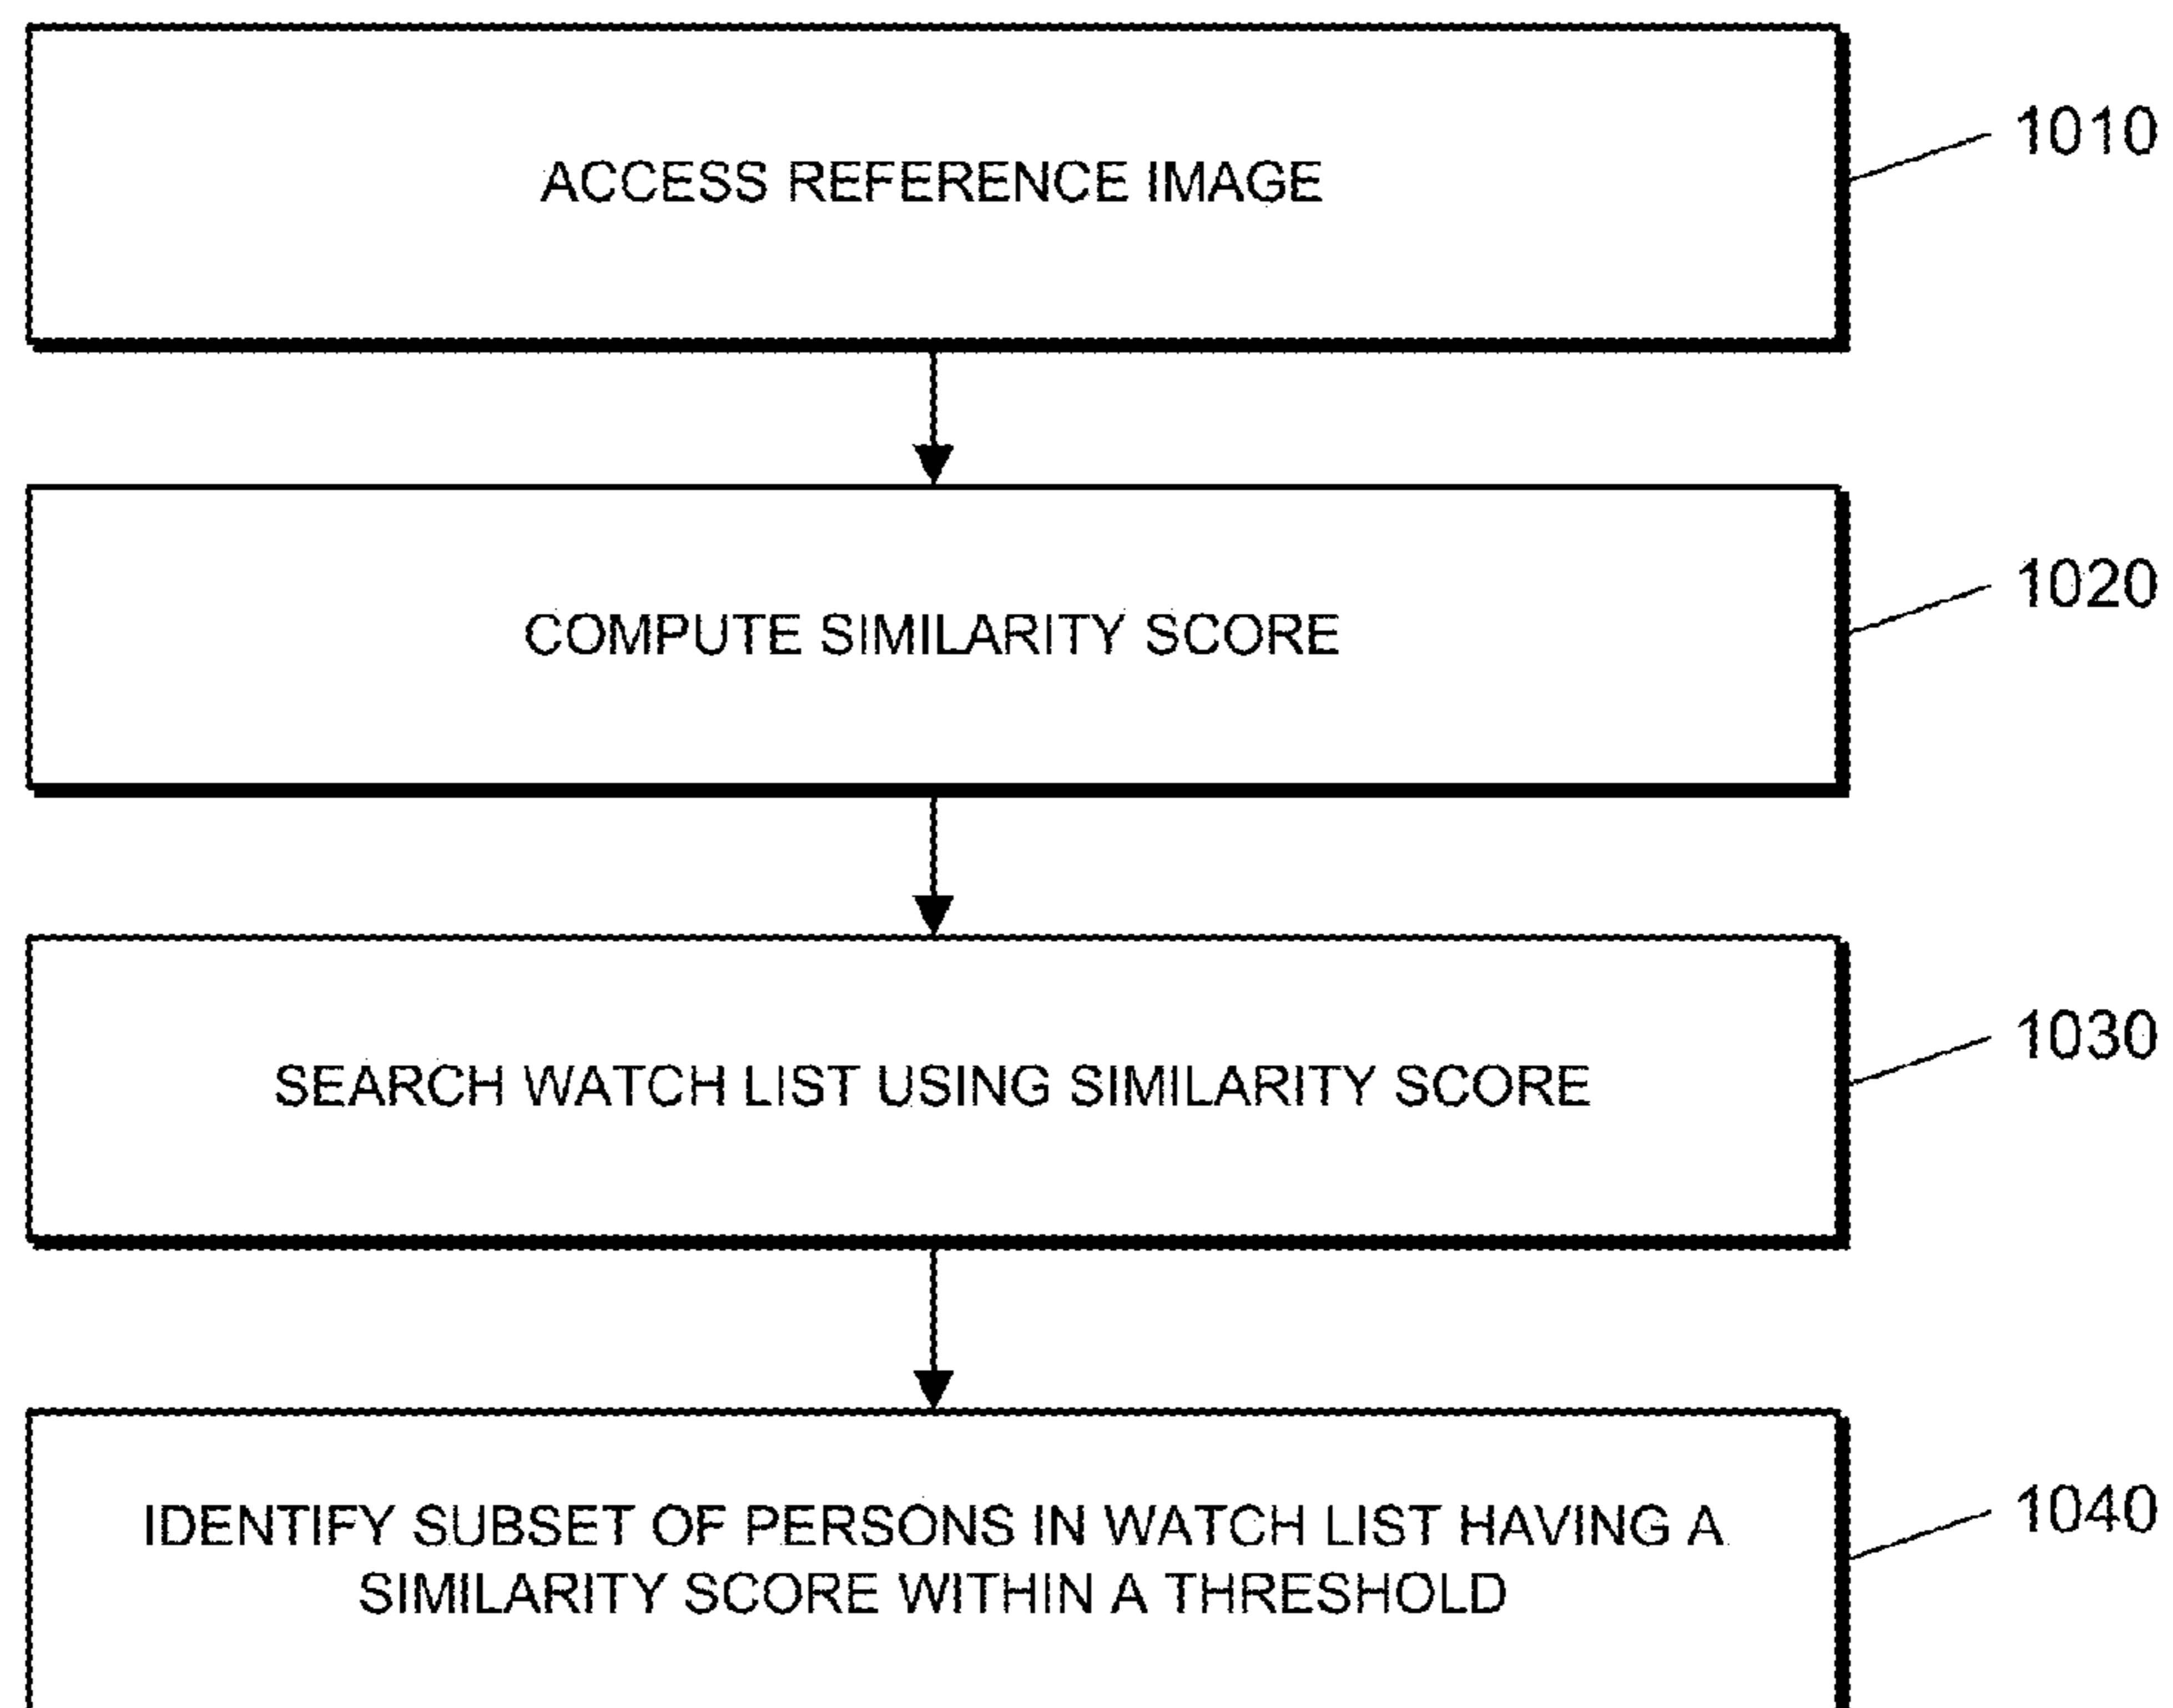 ACCESS REFERENCE IMAGE
1010
COMPUTE SIMILARITY SCORE
1020
SEARCH WATCH LIST USING SIMILARITY SCORE
1030
IDENTIFY SUBSET OF PERSONS IN WATCH LIST HAVING A
SIMILARITY SCORE WITHIN A THRESHOLD
1040